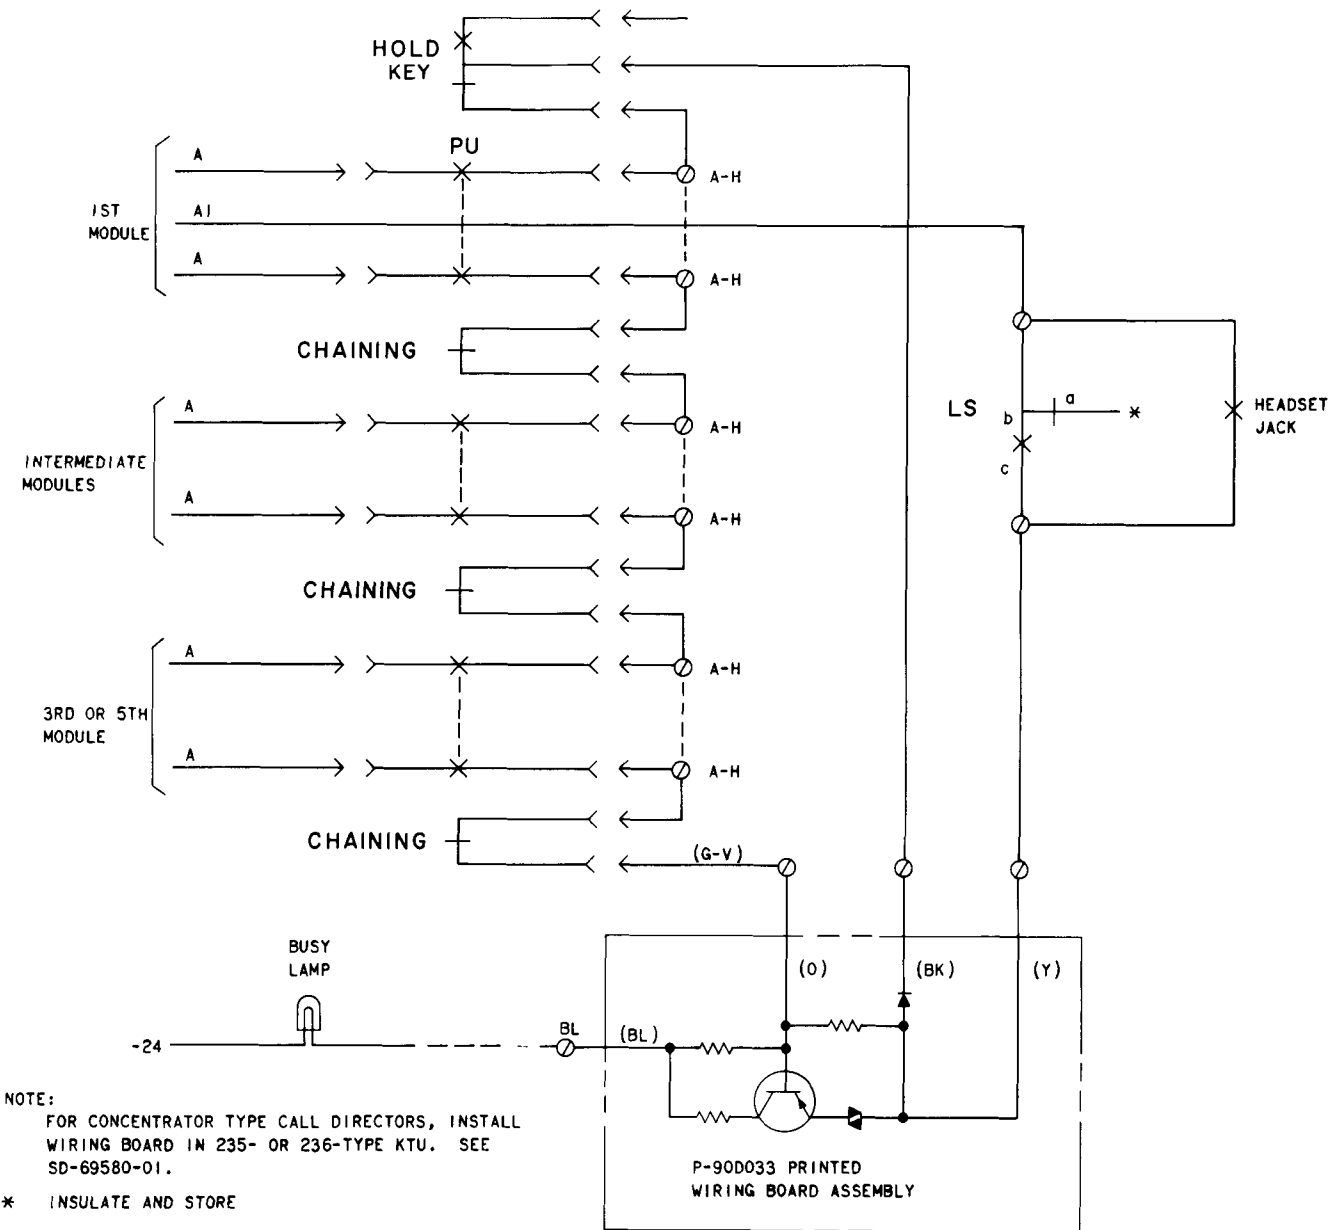 HOLD
KEY
PU
A
A-H
1ST
MODULE
A1
A
A-H
CHAINING
LS
a
*
b
c
HEADSET
JACK
A
A-H
INTERMEDIATE
MODULES
A
A-H
CHAINING
A
A-H
3RD OR 5TH
MODULE
A
A-H
CHAINING
(G-V)
BUSY
LAMP
(O)
(BK)
(Y)
-24
BL
(BL)
NOTE:
FOR CONCENTRATOR TYPE CALL DIRECTORS, INSTALL
WIRING BOARD IN 235- OR 236-TYPE KTU. SEE
SD-69580-01.
* INSULATE AND STORE
P-90D033 PRINTED
WIRING BOARD ASSEMBLY